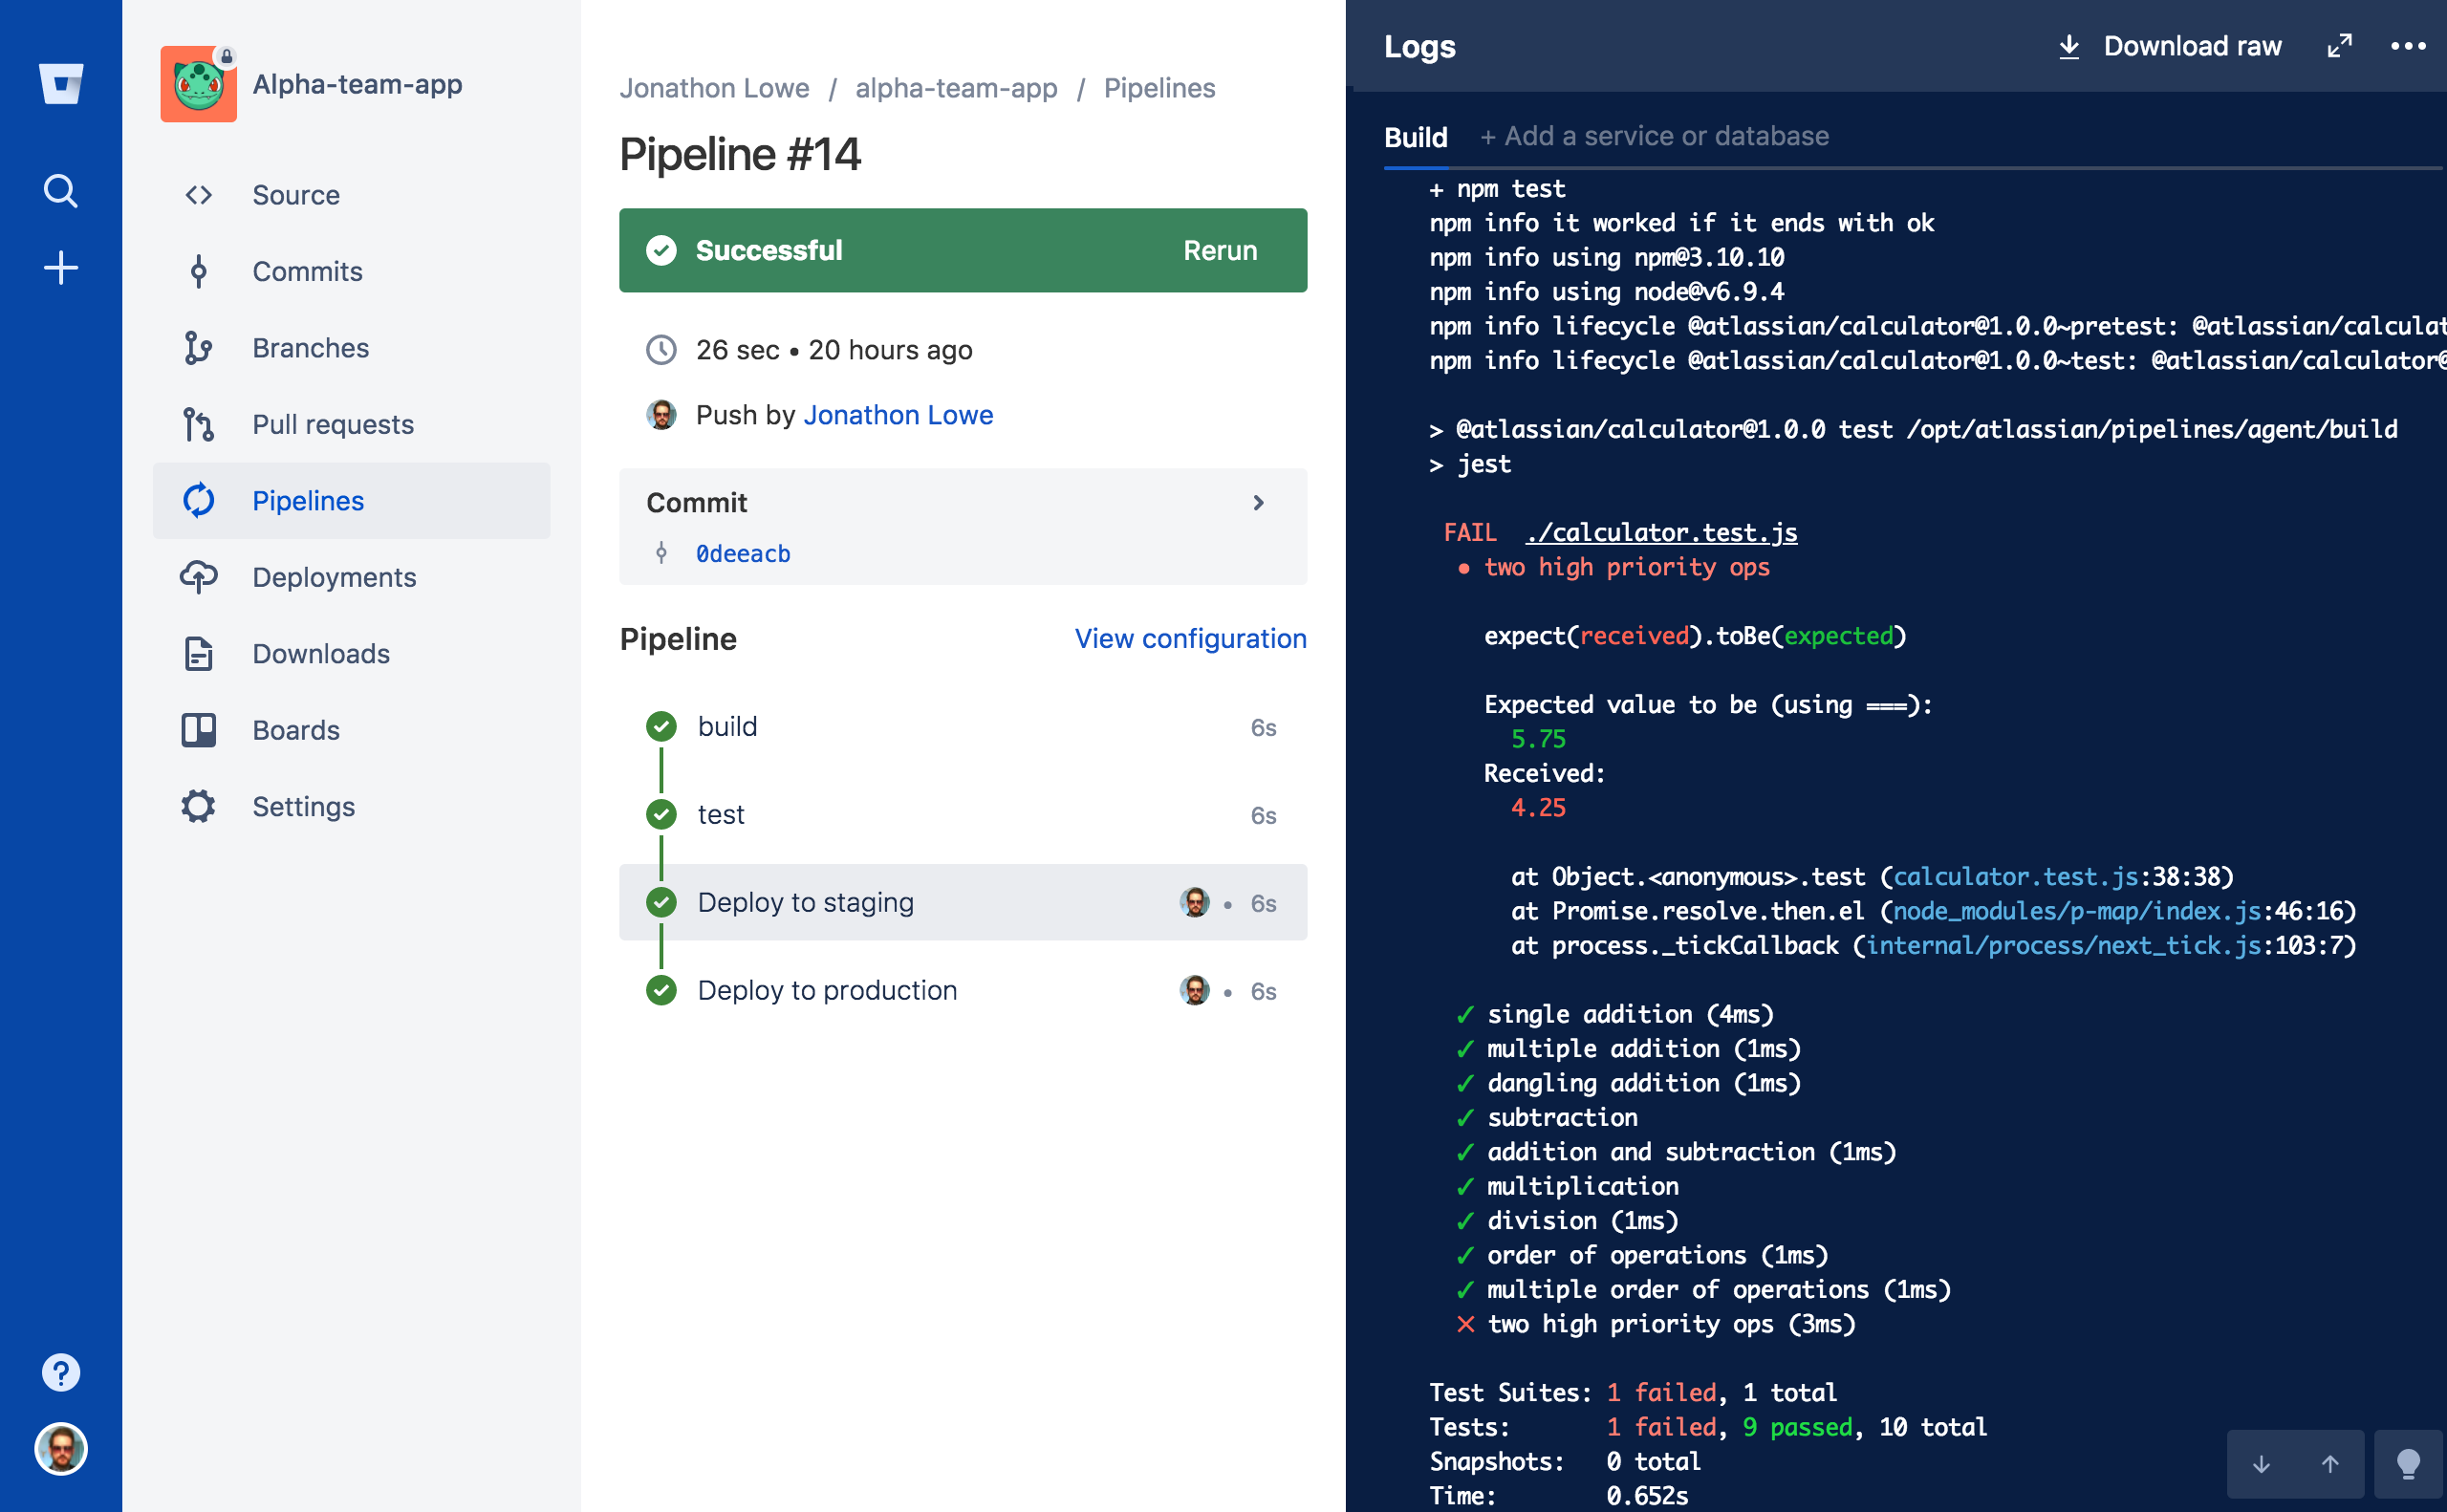 Alpha-team-app
Source
Commits
Branches
Pull requests
Pipelines
Deployments
Downloads
Boards
Settings
Jonathon Lowe / alpha-team-app / Pipelines
Pipeline #14
Successful Rerun
26 sec • 20 hours ago
Push by Jonathon Lowe
Commit
0deeacb
Pipeline View configuration
build 6s
test 6s
Deploy to staging • 6s
Deploy to production • 6s
Logs Download raw
Build + Add a service or database
+ npm test
npm info it worked if it ends with ok
npm info using npm@3.10.10
npm info using node@v6.9.4
npm info lifecycle @atlassian/calculator@1.0.0~pretest: @atlassian/calculat
npm info lifecycle @atlassian/calculator@1.0.0~test: @atlassian/calculator@
> @atlassian/calculator@1.0.0 test /opt/atlassian/pipelines/agent/build
> jest
FAIL ./calculator.test.js
● two high priority ops
expect(received).toBe(expected)
Expected value to be (using ===):
5.75
Received:
4.25
at Object.<anonymous>.test (calculator.test.js:38:38)
at Promise.resolve.then.el (node_modules/p-map/index.js:46:16)
at process._tickCallback (internal/process/next_tick.js:103:7)
✓ single addition (4ms)
✓ multiple addition (1ms)
✓ dangling addition (1ms)
✓ subtraction
✓ addition and subtraction (1ms)
✓ multiplication
✓ division (1ms)
✓ order of operations (1ms)
✓ multiple order of operations (1ms)
✕ two high priority ops (3ms)
Test Suites: 1 failed, 1 total
Tests: 1 failed, 9 passed, 10 total
Snapshots: 0 total
Time: 0.652s